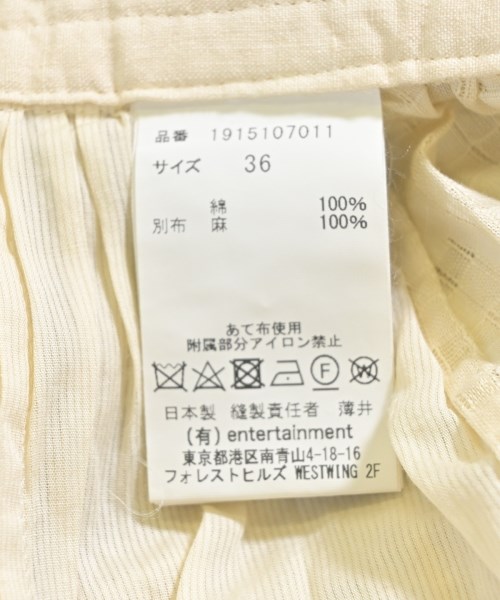 品番 1915107011
サイズ 36
綿 100%
別布 麻 100%
あて布使用
附属部分アイロン禁止
F W
日本製 縫製責任者 薄井
(有) entertainment
東京都港区南青山4-18-16
フォレストヒルズ WESTWING 2F